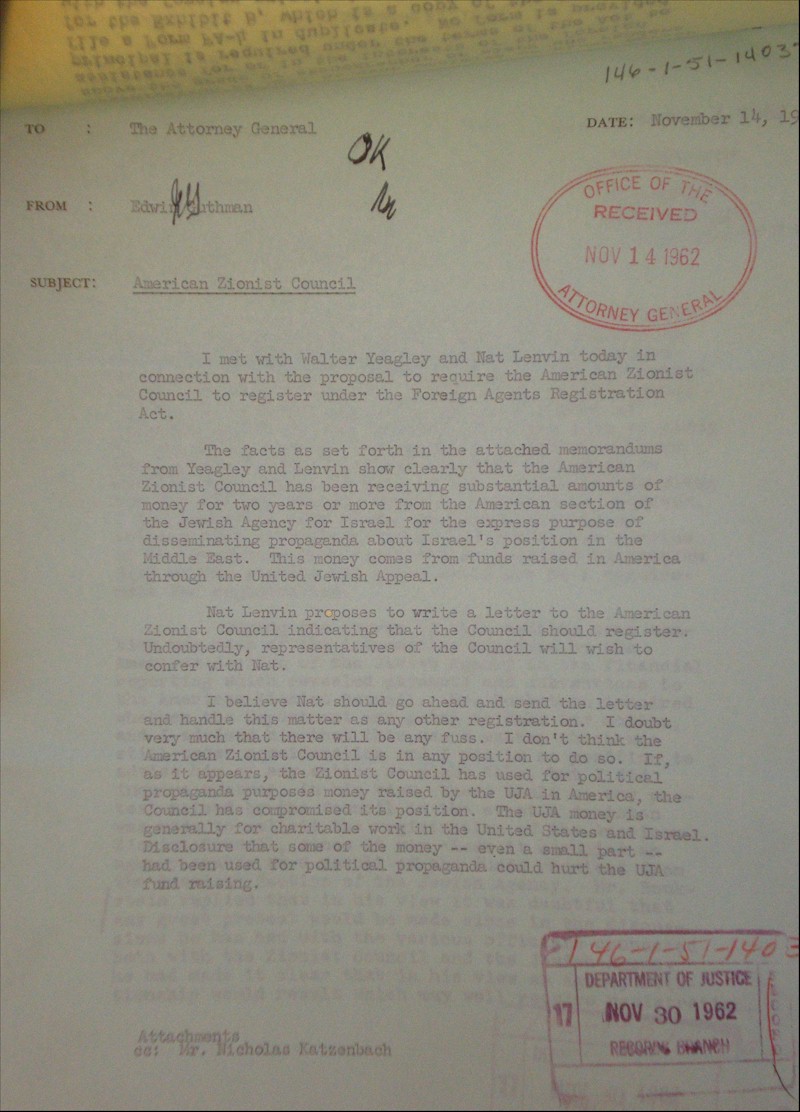 146-1-51-1403
TO : The Attorney General
DATE: November 14, 19
OK
FROM : Edwin Guthman
OFFICE OF THE
RECEIVED
NOV 14 1962
ATTORNEY GENERAL
SUBJECT: American Zionist Council
I met with Walter Yeagley and Nat Lenvin today in
connection with the proposal to require the American Zionist
Council to register under the Foreign Agents Registration
Act.
The facts as set forth in the attached memorandums
from Yeagley and Lenvin show clearly that the American
Zionist Council has been receiving substantial amounts of
money for two years or more from the American section of
the Jewish Agency for Israel for the express purpose of
disseminating propaganda about Israel's position in the
Middle East. This money comes from funds raised in America
through the United Jewish Appeal.
Nat Lenvin proposes to write a letter to the American
Zionist Council indicating that the Council should register.
Undoubtedly, representatives of the Council will wish to
confer with Nat.
I believe Nat should go ahead and send the letter
and handle this matter as any other registration. I doubt
very much that there will be any fuss. I don't think the
American Zionist Council is in any position to do so. If,
as it appears, the Zionist Council has used for political
propaganda purposes money raised by the UJA in America, the
Council has compromised its position. The UJA money is
generally for charitable work in the United States and Israel.
Disclosure that some of the money -- even a small part --
had been used for political propaganda could hurt the UJA
fund raising.
146-1-51-1403
DEPARTMENT OF JUSTICE
17 NOV 30 1962
RECORDS BRANCH
Attachments
cc: Mr. Nicholas Katzenbach